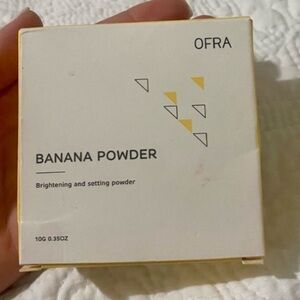 OFRA
BANANA POWDER
Brightening and setting powder
10G 0.35OZ